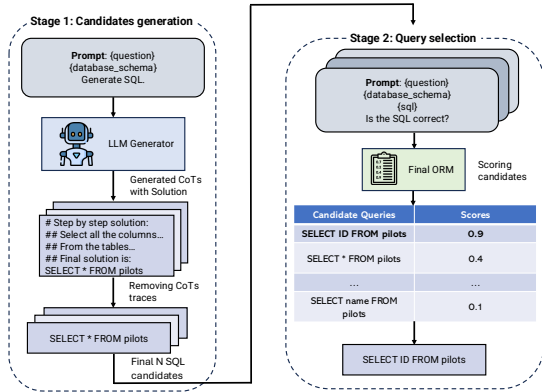 Stage 1: Candidates generation
Prompt: {question}
{database_schema}
Generate SQL.
LLM Generator
Generated CoTs
with Solution
# Step by step solution:
## Select all the columns...
## From the tables...
## Final solution is:
SELECT * FROM pilots
Removing CoTs
traces
SELECT * FROM pilots
Final N SQL
candidates
Stage 2: Query selection
Prompt: {question}
{database_schema}
{sql}
Is the SQL correct?
Final ORM
Scoring
candidates
Candidate Queries Scores
SELECT ID FROM pilots 0.9
SELECT * FROM pilots 0.4
... ...
SELECT name FROM
pilots 0.1
SELECT ID FROM pilots